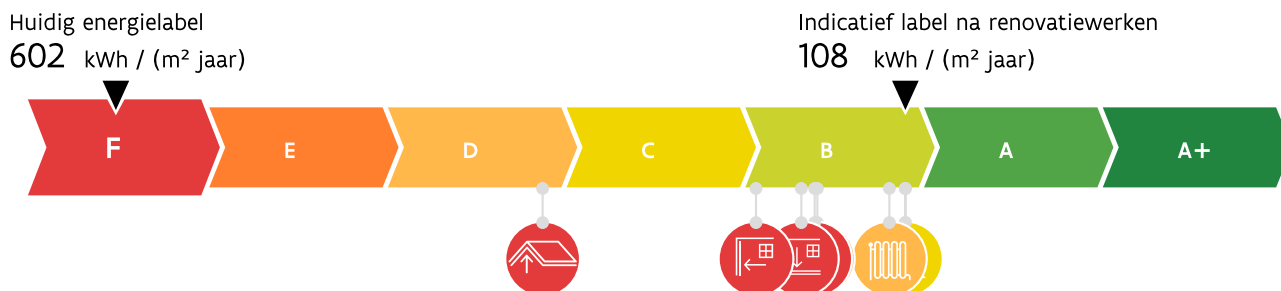 Huidig energielabel
602 kWh / (m² jaar)
Indicatief label na renovatiewerken
108 kWh / (m² jaar)
F E D C B A A+